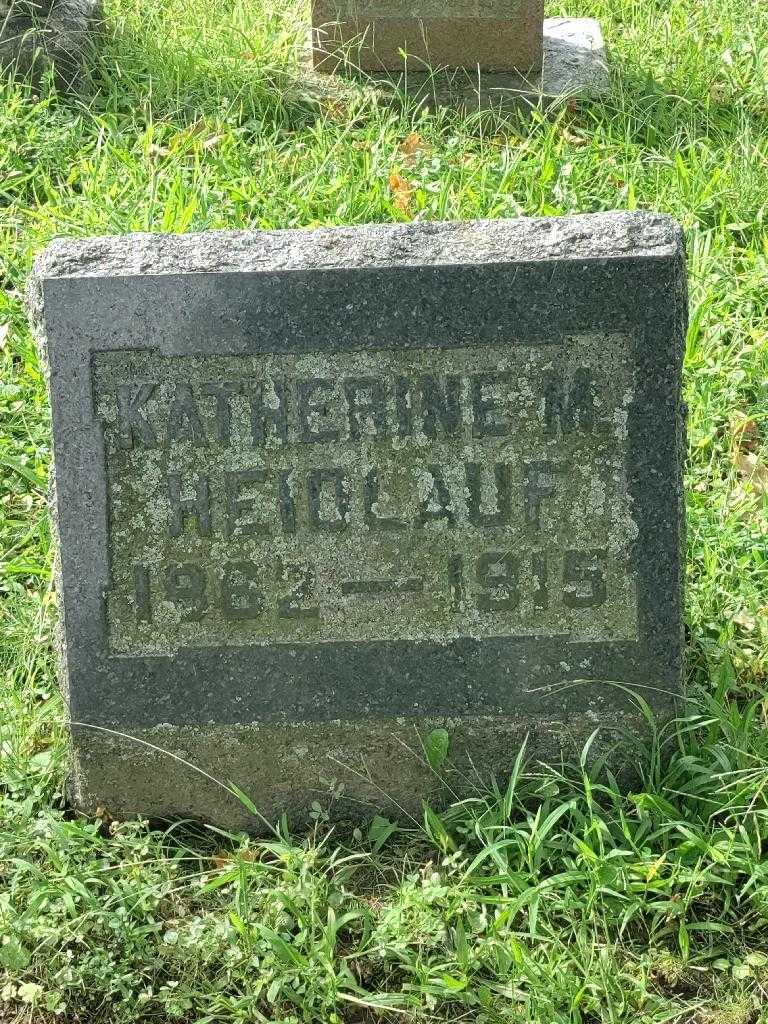 KATHERINE M.
HEIDLAUF
1862 — 1915